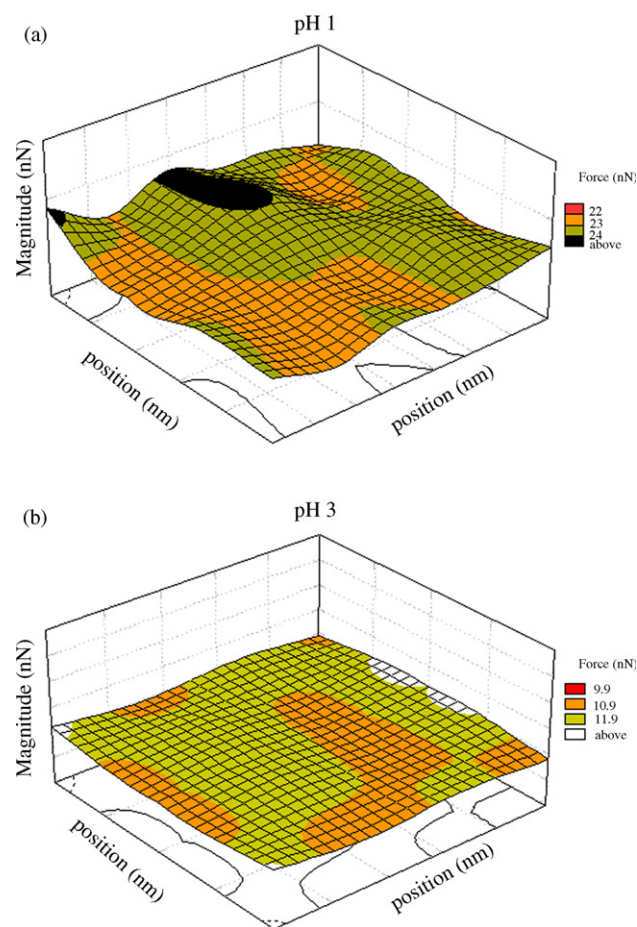 (a)
pH 1
Magnitude (nN)
position (nm)
position (nm)
Force (nN)
22
23
24
above
(b)
pH 3
Magnitude (nN)
position (nm)
position (nm)
Force (nN)
9.9
10.9
11.9
above